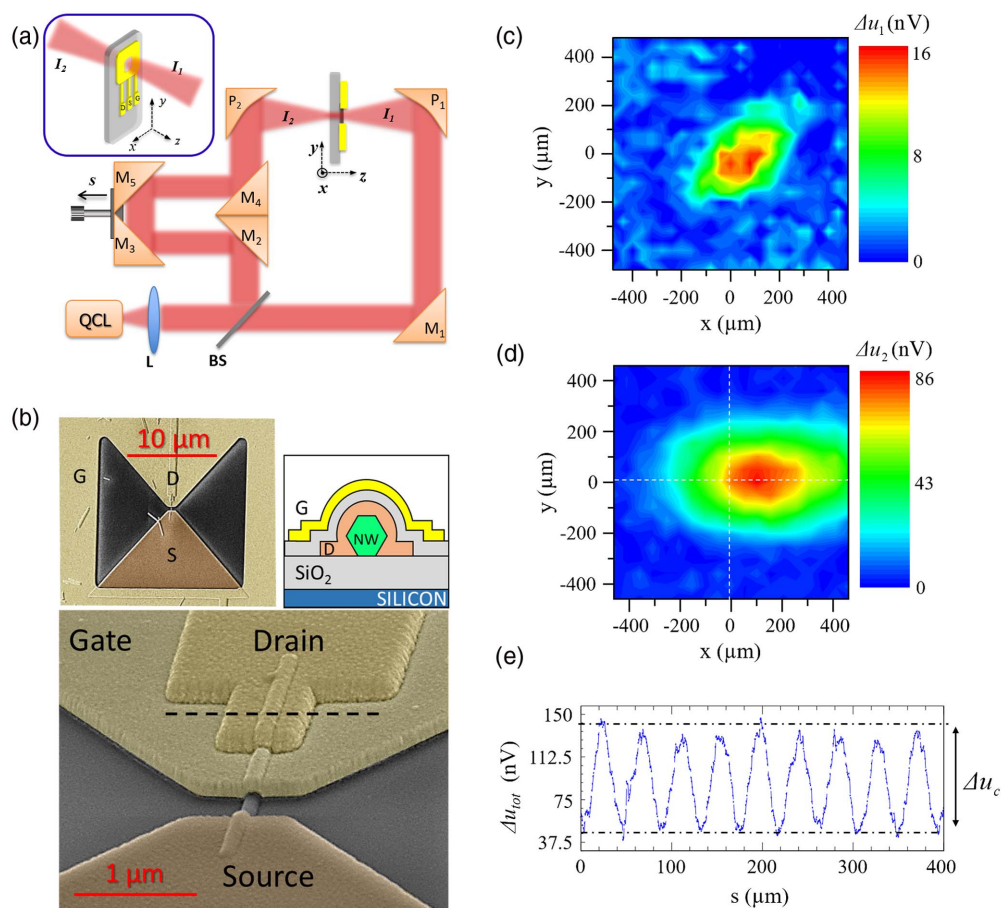 (a)
I₂
I₁
D
S
G
y
x
z
P₂
I₂
I₁
P₁
y
x
z
s
M₅
M₄
M₃
M₂
QCL
L
BS
M₁
(b)
10 µm
G
D
S
G
NW
D
SiO₂
SILICON
Gate
Drain
Source
1 µm
(c)
Δu₁ (nV)
16
8
0
400
200
0
-200
-400
y (µm)
-400 -200 0 200 400
x (µm)
(d)
Δu₂ (nV)
86
43
0
400
200
0
-200
-400
y (µm)
-400 -200 0 200 400
x (µm)
(e)
150
112.5
75
37.5
Δu_tot (nV)
Δu_c
0 100 200 300 400
s (µm)